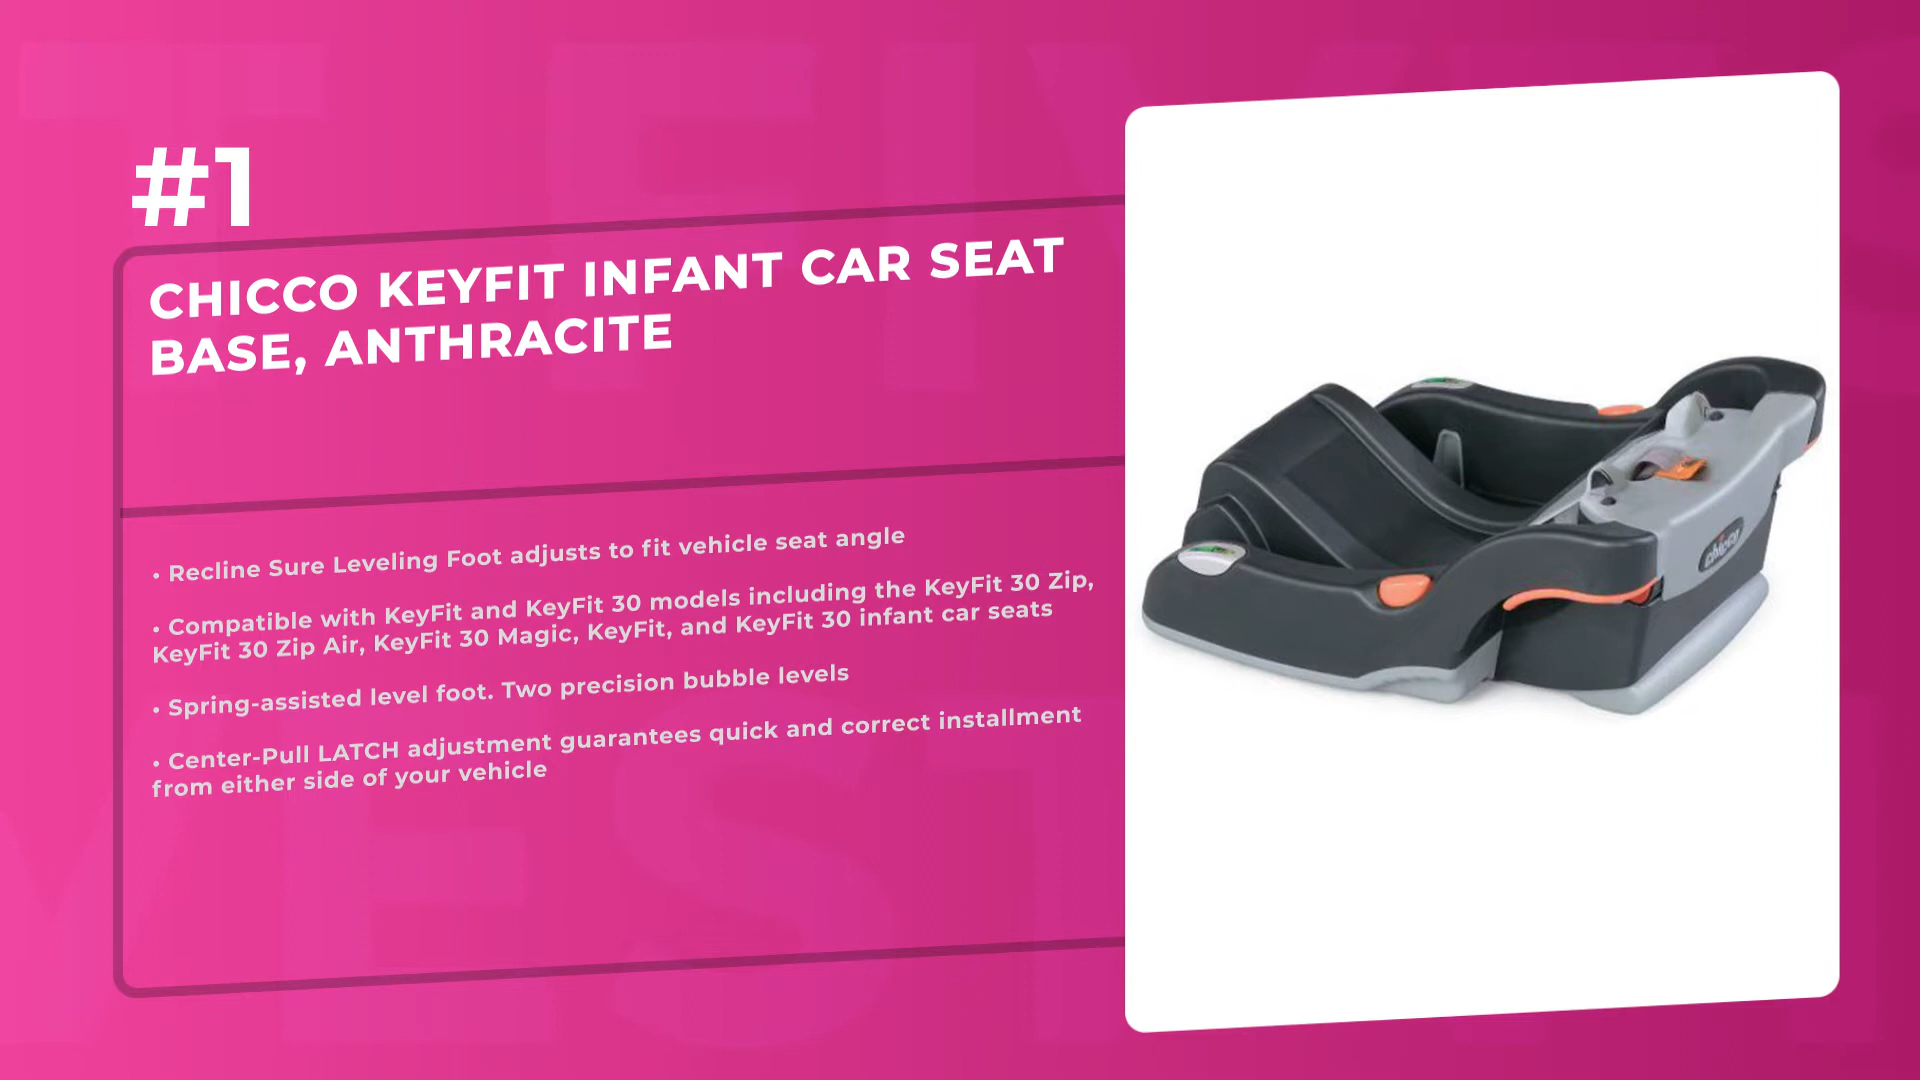 #1
CHICCO KEYFIT INFANT CAR SEAT
BASE, ANTHRACITE
• Recline Sure Leveling Foot adjusts to fit vehicle seat angle
• Compatible with KeyFit and KeyFit 30 models including the KeyFit 30 Zip,
KeyFit 30 Zip Air, KeyFit 30 Magic, KeyFit, and KeyFit 30 infant car seats
• Spring-assisted level foot. Two precision bubble levels
• Center-Pull LATCH adjustment guarantees quick and correct installment
from either side of your vehicle
chicco